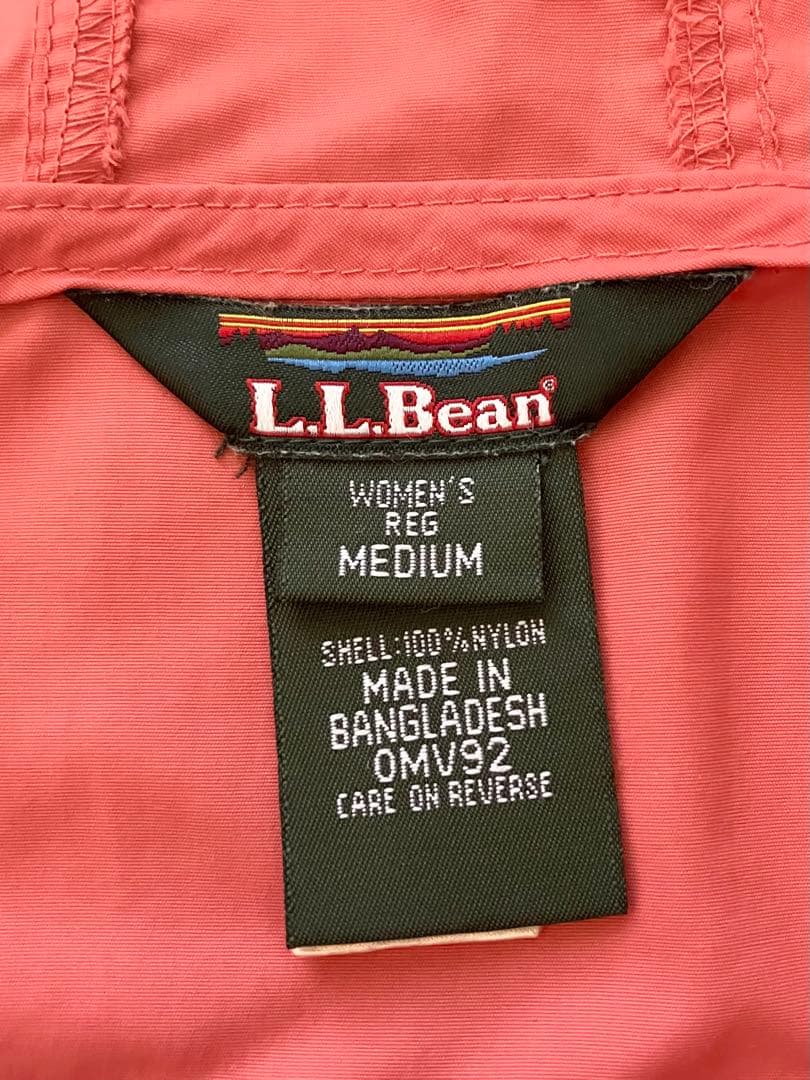 L.L.Bean®
WOMEN'S
REG
MEDIUM
SHELL:100%NYLON
MADE IN
BANGLADESH
0MV92
CARE ON REVERSE